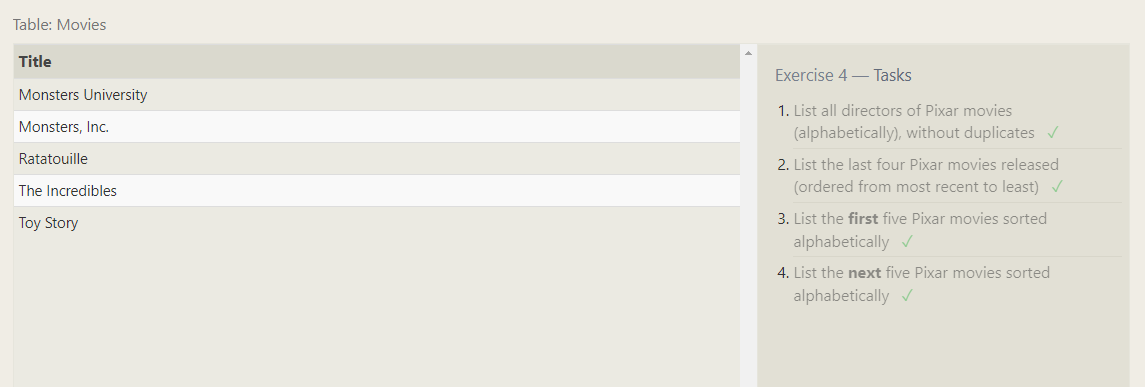 Table: Movies
Title
Monsters University
Monsters, Inc.
Ratatouille
The Incredibles
Toy Story
Exercise 4 — Tasks
1. List all directors of Pixar movies
(alphabetically), without duplicates ✓
2. List the last four Pixar movies released
(ordered from most recent to least) ✓
3. List the first five Pixar movies sorted
alphabetically ✓
4. List the next five Pixar movies sorted
alphabetically ✓